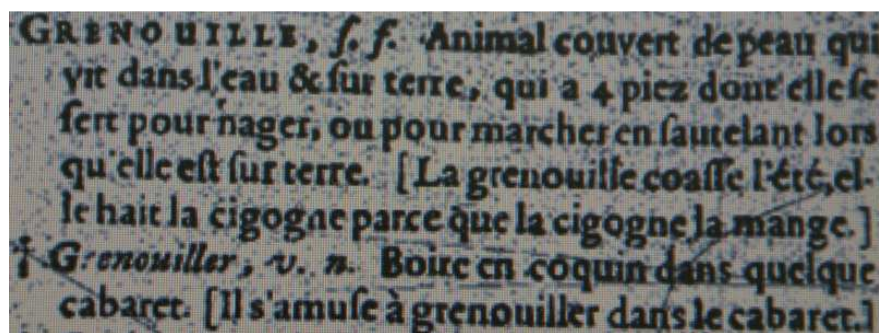 GRENOUILLE, ſ. f. Animal couvert de peau qui
vit dans l'eau & ſur terre, qui a 4 piez dont elle ſe
ſert pour nager, ou pour marcher en ſautelant lors
qu'elle eſt ſur terre. [La grenouille coaſſe l'été, el-
le hait la cigogne parce que la cigogne la mange.]
† Grenouiller, v. n. Boire en coquin dans quelque
cabaret. [Il s'amuſe à grenouiller dans le cabaret.]